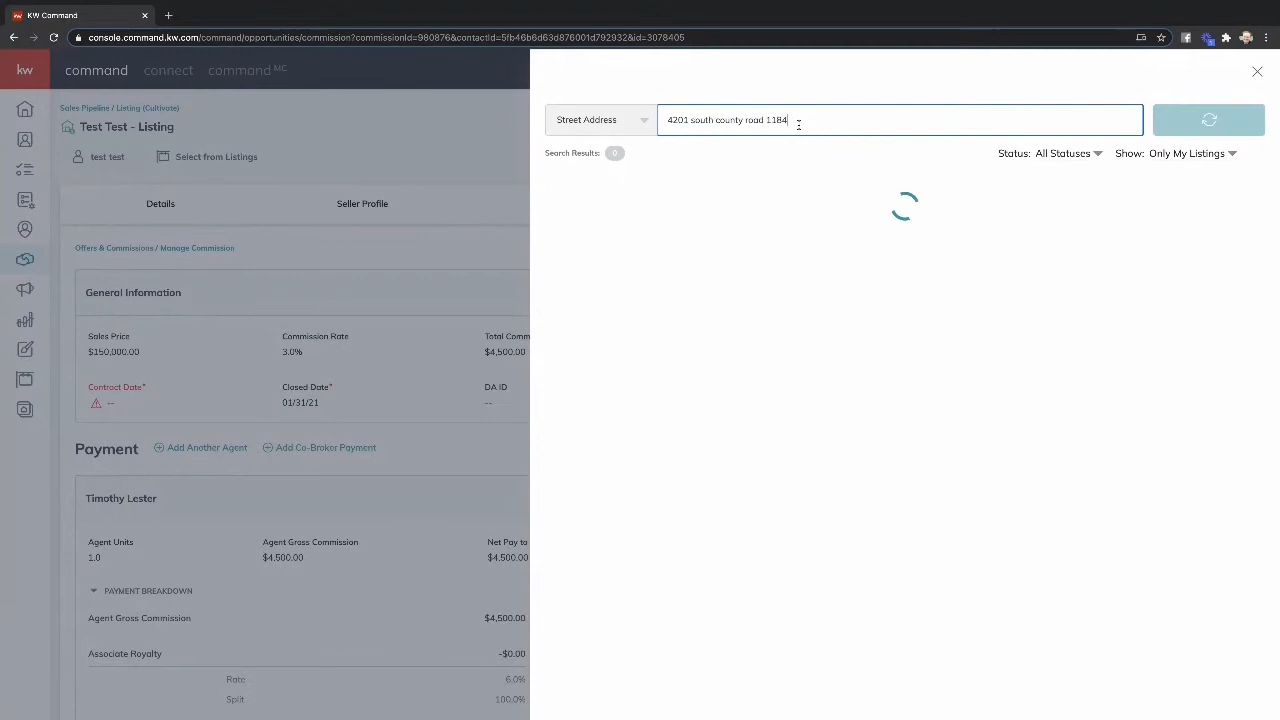 KW Command
console.command.kw.com/command/opportunities/commission?commissionId=980876&contactId=5fb46b6d63d876001d792932&id=3078405
kw
command connect command MC
Sales Pipeline / Listing (Cultivate)
Test Test - Listing
test test Select from Listings
Details Seller Profile
Offers & Commissions / Manage Commission
General Information
Sales Price Commission Rate Total Comm
$150,000.00 3.0% $4,500.00
Contract Date* Closed Date* DA ID
-- 01/31/21 --
Payment Add Another Agent Add Co-Broker Payment
Timothy Lester
Agent Units Agent Gross Commission Net Pay to
1.0 $4,500.00 $4,500.00
PAYMENT BREAKDOWN
Agent Gross Commission $4,500.00
Associate Royalty -$0.00
Rate 6.0%
Split 100.0%
Street Address 4201 south county road 1184
Search Results: 0 Status: All Statuses Show: Only My Listings